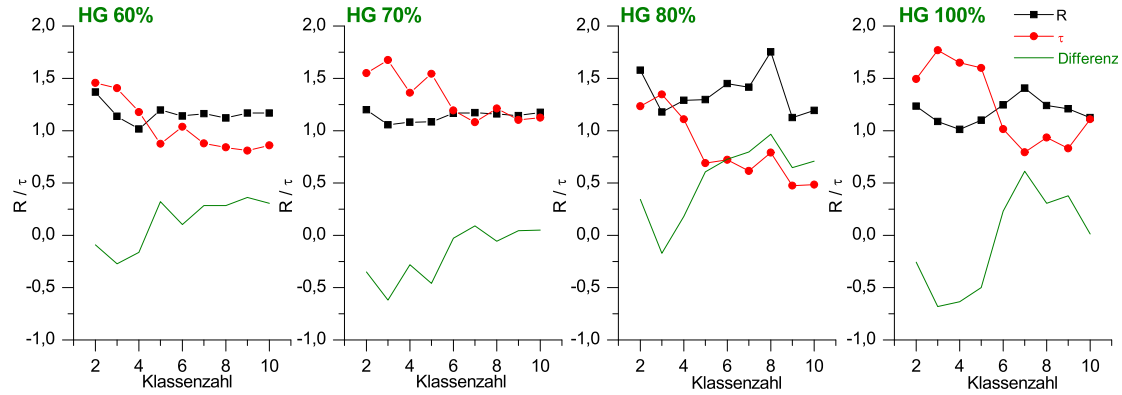 HG 60%
HG 70%
HG 80%
HG 100%
R
τ
Differenz
2,0
1,5
1,0
0,5
0,0
-0,5
-1,0
R / τ
2 4 6 8 10
Klassenzahl
2,0
1,5
1,0
0,5
0,0
-0,5
-1,0
R / τ
2 4 6 8 10
Klassenzahl
2,0
1,5
1,0
0,5
0,0
-0,5
-1,0
R / τ
2 4 6 8 10
Klassenzahl
2,0
1,5
1,0
0,5
0,0
-0,5
-1,0
R / τ
2 4 6 8 10
Klassenzahl